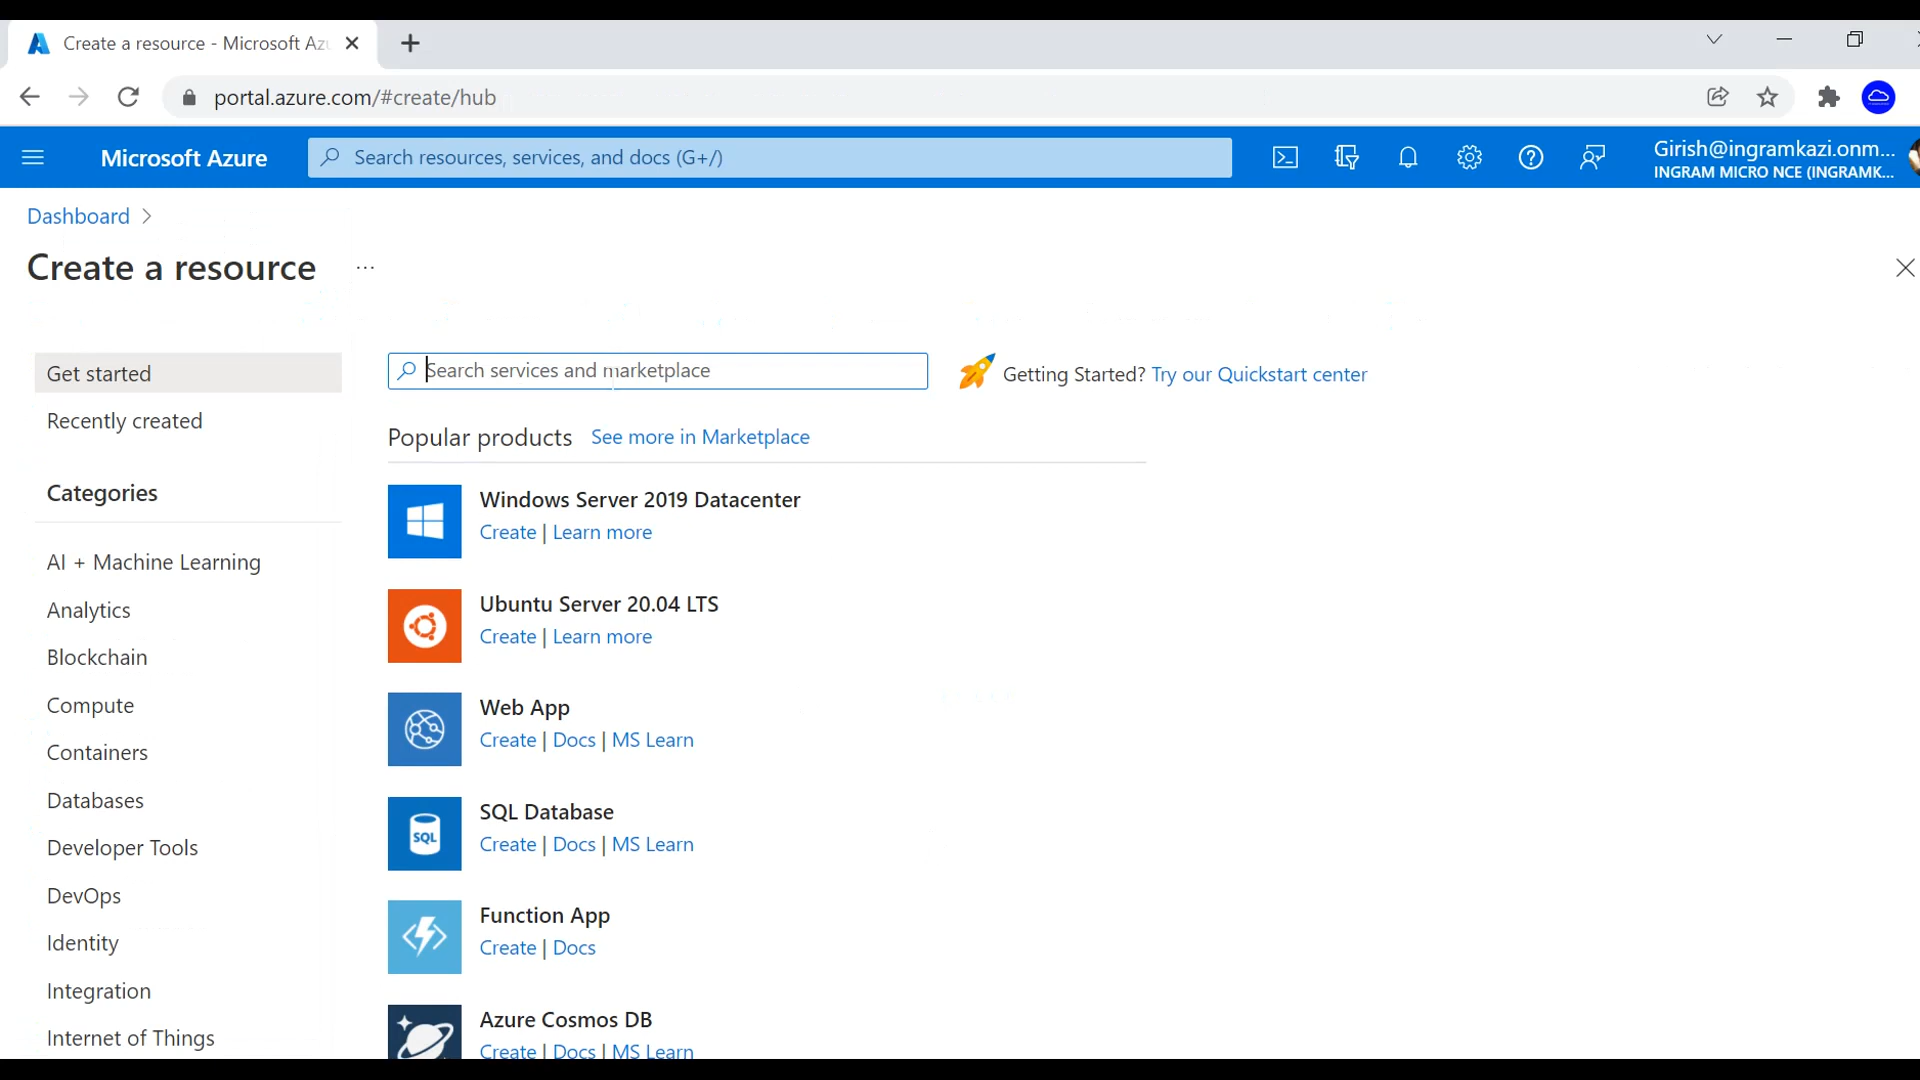 Create a resource - Microsoft Azu
portal.azure.com/#create/hub
Microsoft Azure
Search resources, services, and docs (G+/)
Girish@ingramkazi.onm...
INGRAM MICRO NCE (INGRAMK...
Dashboard
Create a resource ...
Get started
Recently created
Categories
AI + Machine Learning
Analytics
Blockchain
Compute
Containers
Databases
Developer Tools
DevOps
Identity
Integration
Internet of Things
Search services and marketplace
Getting Started? Try our Quickstart center
Popular products See more in Marketplace
Windows Server 2019 Datacenter
Create | Learn more
Ubuntu Server 20.04 LTS
Create | Learn more
Web App
Create | Docs | MS Learn
SQL
SQL Database
Create | Docs | MS Learn
Function App
Create | Docs
Azure Cosmos DB
Create | Docs | MS Learn